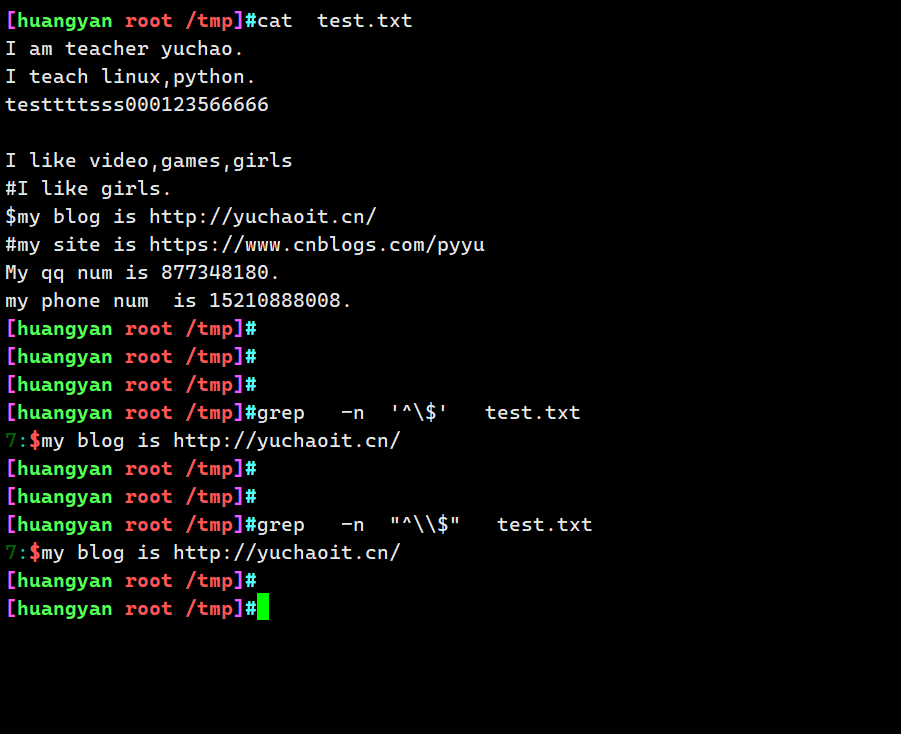 [huangyan root /tmp]#cat  test.txt
I am teacher yuchao.
I teach linux,python.
testtttsss000123566666

I like video,games,girls
#I like girls.
$my blog is http://yuchaoit.cn/
#my site is https://www.cnblogs.com/pyyu
My qq num is 877348180.
my phone num  is 15210888008.
[huangyan root /tmp]#
[huangyan root /tmp]#
[huangyan root /tmp]#
[huangyan root /tmp]#grep   -n  '^\$'   test.txt
7:$my blog is http://yuchaoit.cn/
[huangyan root /tmp]#
[huangyan root /tmp]#
[huangyan root /tmp]#grep   -n  "^\\$"   test.txt
7:$my blog is http://yuchaoit.cn/
[huangyan root /tmp]#
[huangyan root /tmp]#